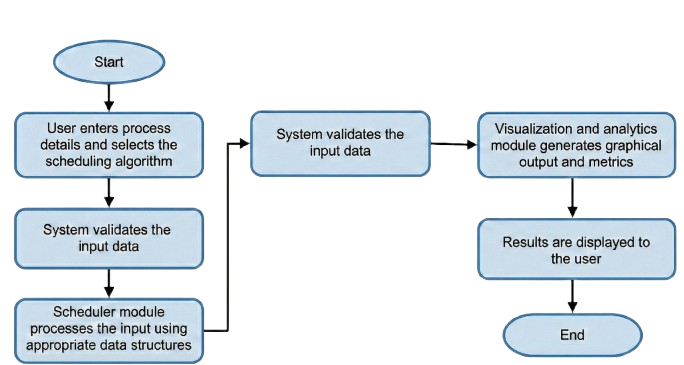 Start
User enters process
details and selects the
scheduling algorithm
System validates the
input data
Scheduler module
processes the input using
appropriate data structures
System validates the
input data
Visualization and analytics
module generates graphical
output and metrics
Results are displayed to
the user
End